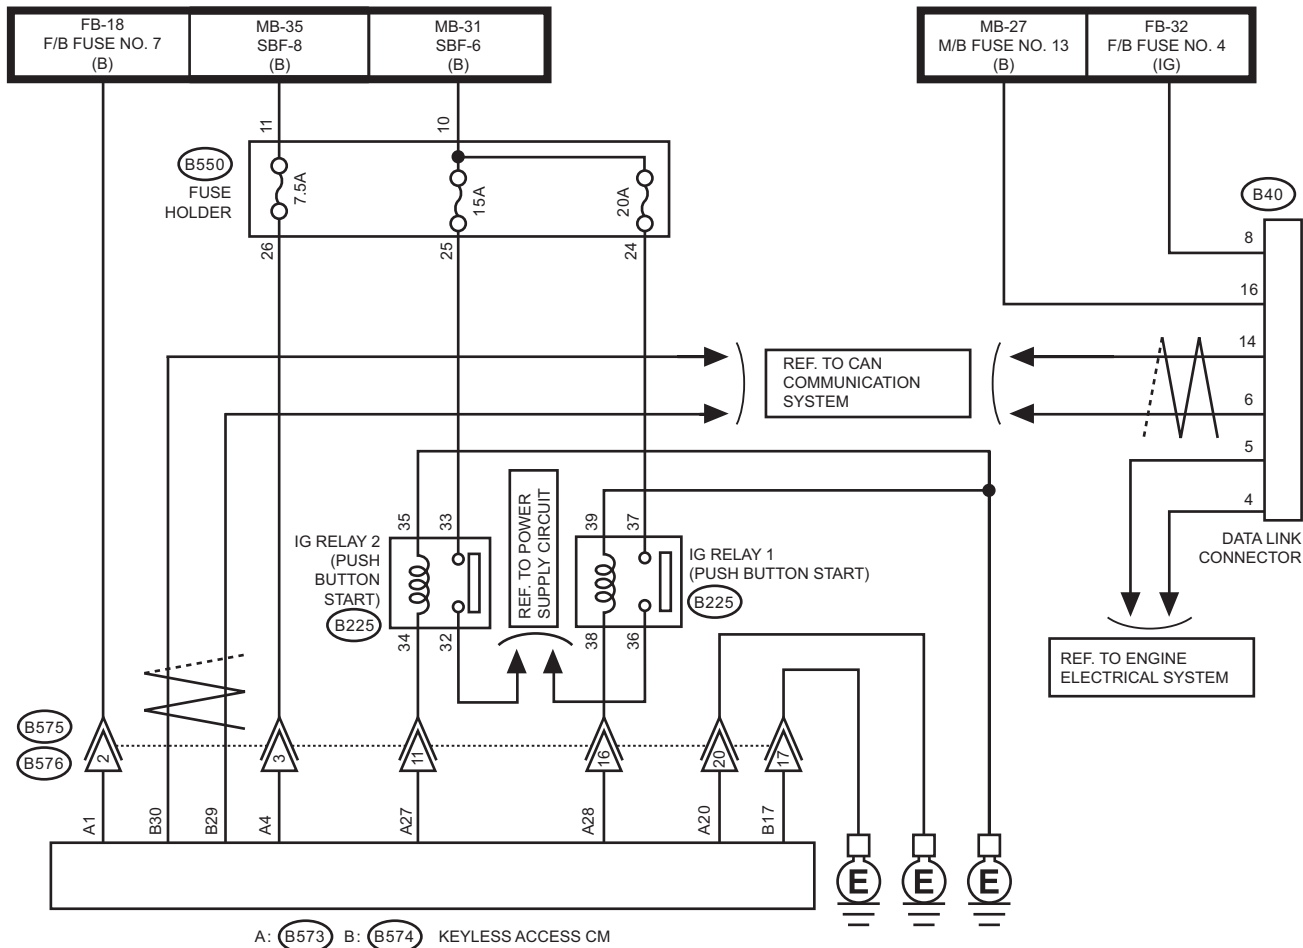 FB-18
F/B FUSE NO. 7
(B)
MB-35
SBF-8
(B)
MB-31
SBF-6
(B)
MB-27
M/B FUSE NO. 13
(B)
FB-32
F/B FUSE NO. 4
(IG)
11
10
B550
FUSE
HOLDER
7.5A
15A
20A
26
25
24
B40
8
16
14
6
5
4
DATA LINK
CONNECTOR
REF. TO CAN
COMMUNICATION
SYSTEM
35
33
39
37
IG RELAY 2
(PUSH
BUTTON
START)
B225
REF. TO POWER
SUPPLY CIRCUIT
IG RELAY 1
(PUSH BUTTON START)
B225
34
32
38
36
REF. TO ENGINE
ELECTRICAL SYSTEM
B575
B576
2
3
11
16
20
17
A1
B30
B29
A4
A27
A28
A20
B17
E
E
E
A: B573 B: B574 KEYLESS ACCESS CM